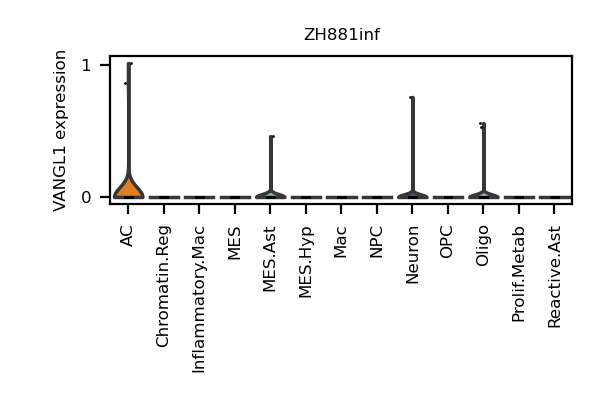 ZH881inf
VANGL1 expression
1
0
AC
Chromatin.Reg
Inflammatory.Mac
MES
MES.Ast
MES.Hyp
Mac
NPC
Neuron
OPC
Oligo
Prolif.Metab
Reactive.Ast